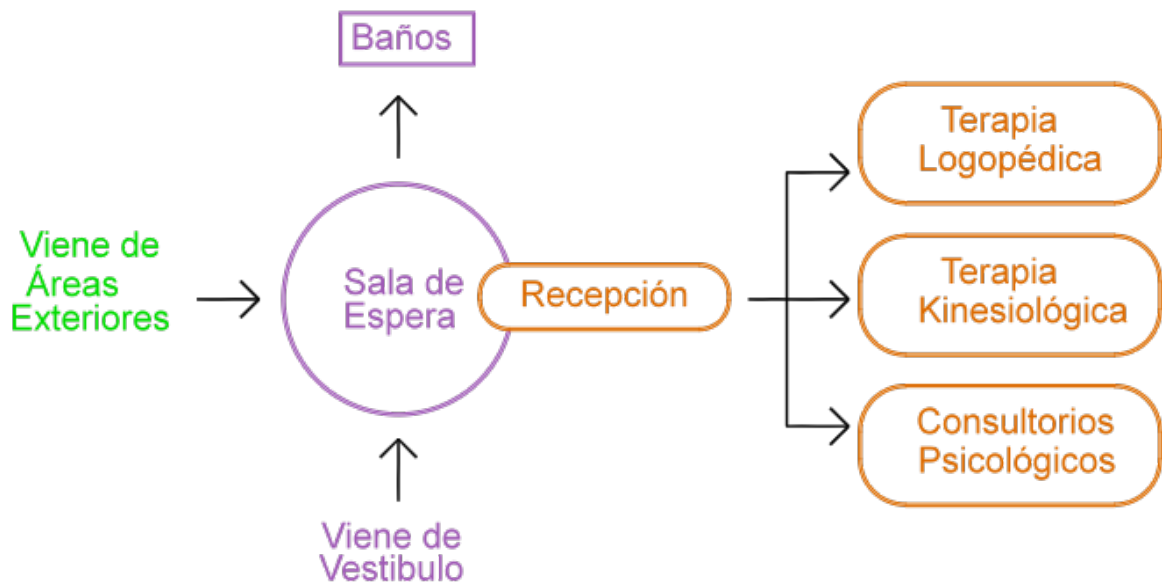 Baños
Viene de
Áreas
Exteriores
Sala de
Espera
Recepción
Terapia
Logopédica
Terapia
Kinesiológica
Consultorios
Psicológicos
Viene de
Vestibulo